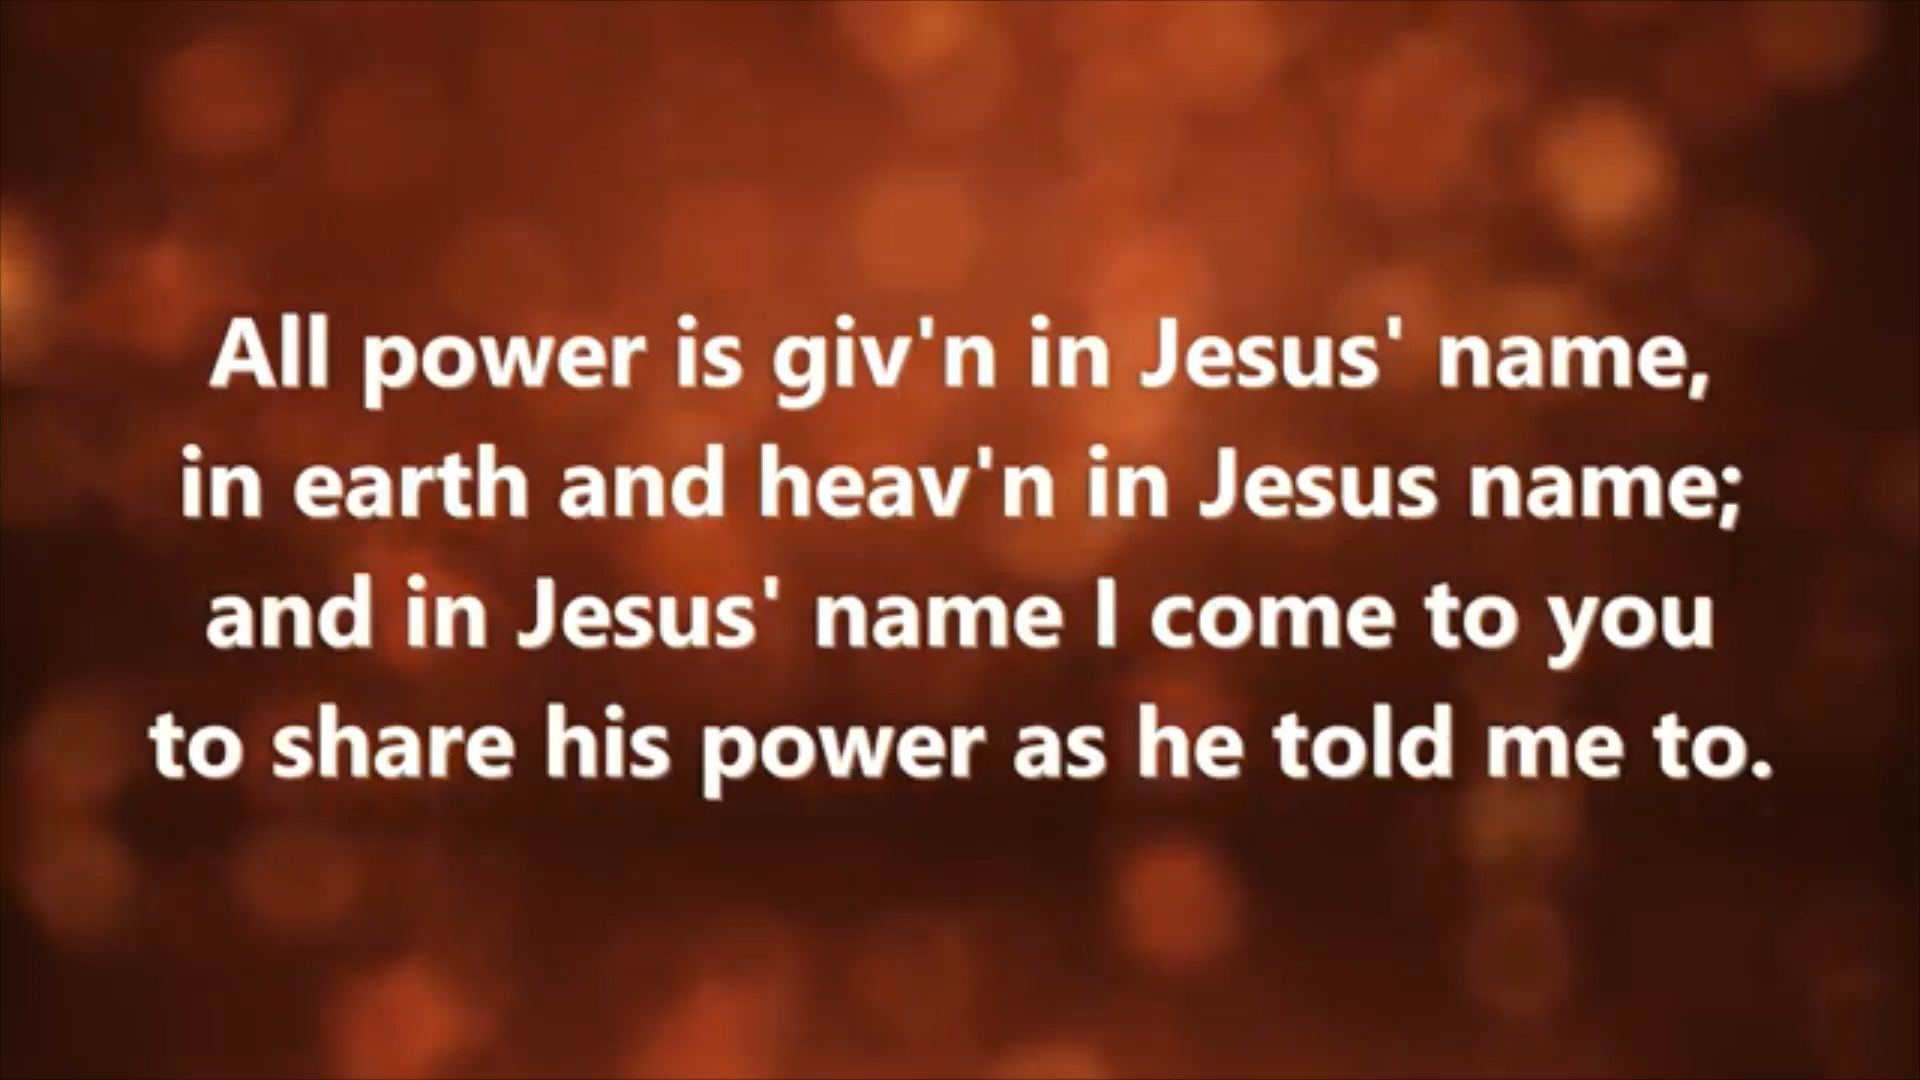 All power is giv'n in Jesus' name,
in earth and heav'n in Jesus name;
and in Jesus' name I come to you
to share his power as he told me to.